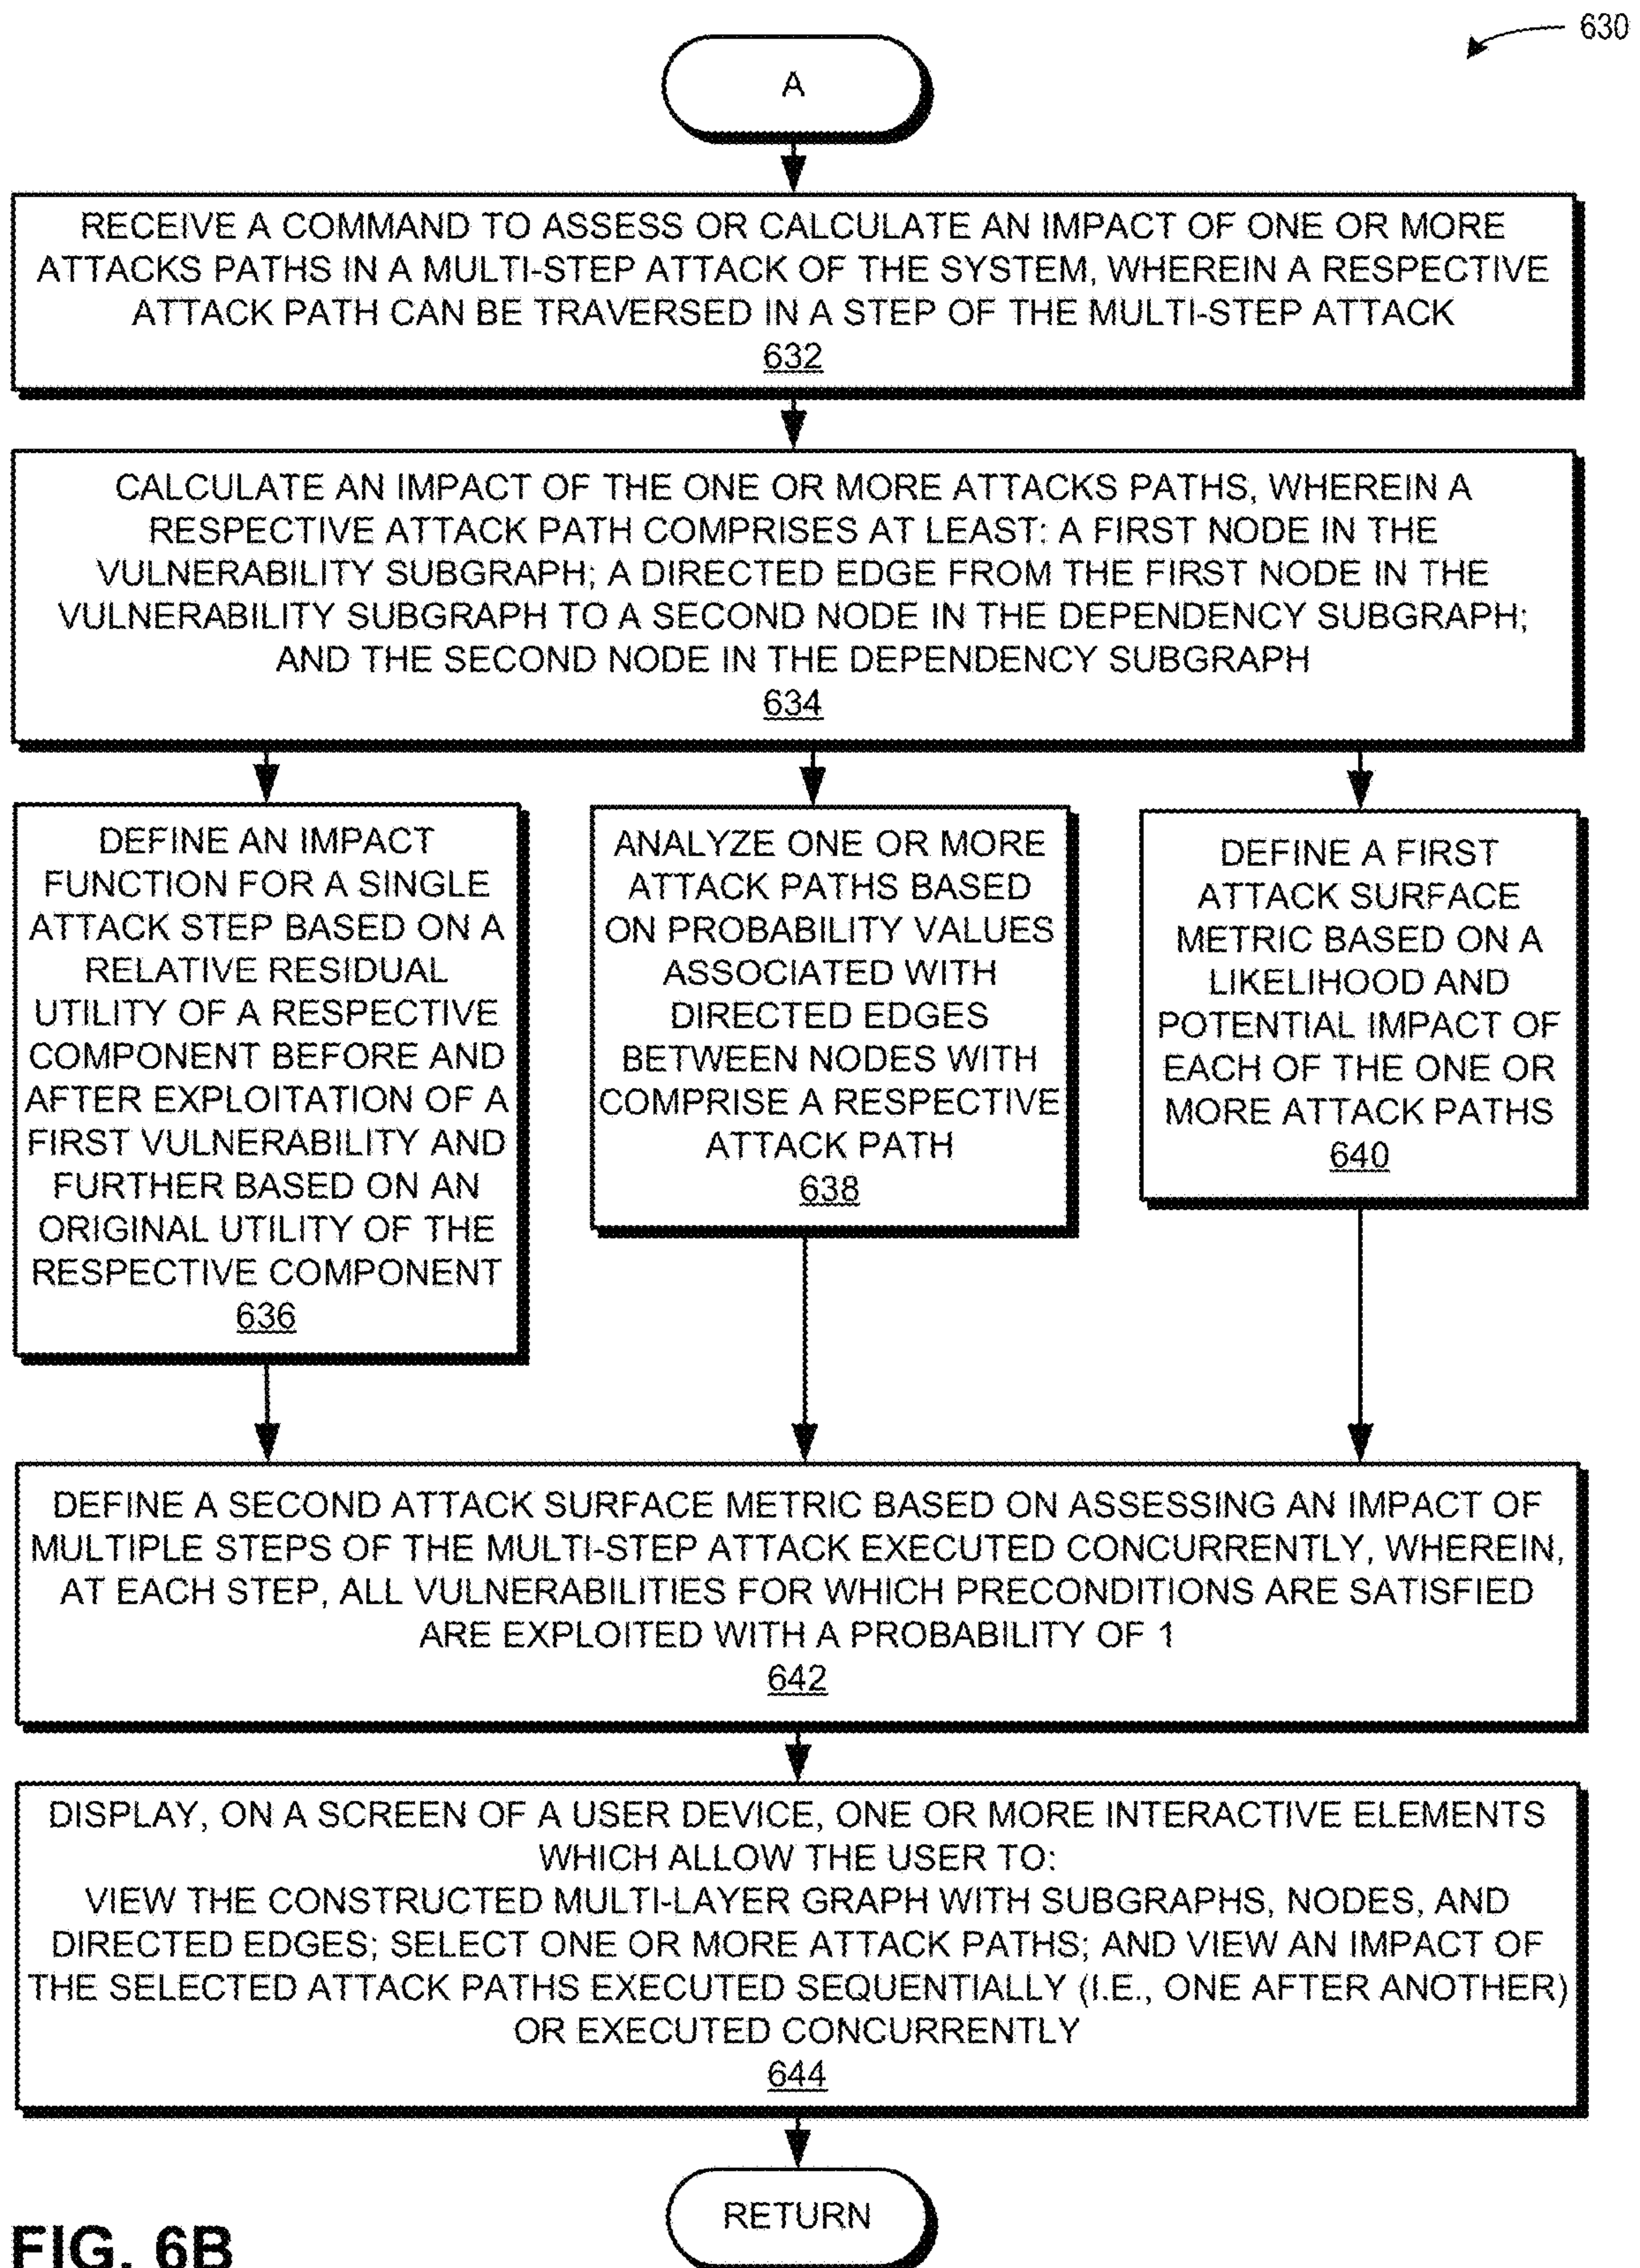 630
A
RECEIVE A COMMAND TO ASSESS OR CALCULATE AN IMPACT OF ONE OR MORE
ATTACKS PATHS IN A MULTI-STEP ATTACK OF THE SYSTEM, WHEREIN A RESPECTIVE
ATTACK PATH CAN BE TRAVERSED IN A STEP OF THE MULTI-STEP ATTACK
632
CALCULATE AN IMPACT OF THE ONE OR MORE ATTACKS PATHS, WHEREIN A
RESPECTIVE ATTACK PATH COMPRISES AT LEAST: A FIRST NODE IN THE
VULNERABILITY SUBGRAPH; A DIRECTED EDGE FROM THE FIRST NODE IN THE
VULNERABILITY SUBGRAPH TO A SECOND NODE IN THE DEPENDENCY SUBGRAPH;
AND THE SECOND NODE IN THE DEPENDENCY SUBGRAPH
634
DEFINE AN IMPACT
FUNCTION FOR A SINGLE
ATTACK STEP BASED ON A
RELATIVE RESIDUAL
UTILITY OF A RESPECTIVE
COMPONENT BEFORE AND
AFTER EXPLOITATION OF A
FIRST VULNERABILITY AND
FURTHER BASED ON AN
ORIGINAL UTILITY OF THE
RESPECTIVE COMPONENT
636
ANALYZE ONE OR MORE
ATTACK PATHS BASED
ON PROBABILITY VALUES
ASSOCIATED WITH
DIRECTED EDGES
BETWEEN NODES WITH
COMPRISE A RESPECTIVE
ATTACK PATH
638
DEFINE A FIRST
ATTACK SURFACE
METRIC BASED ON A
LIKELIHOOD AND
POTENTIAL IMPACT OF
EACH OF THE ONE OR
MORE ATTACK PATHS
640
DEFINE A SECOND ATTACK SURFACE METRIC BASED ON ASSESSING AN IMPACT OF
MULTIPLE STEPS OF THE MULTI-STEP ATTACK EXECUTED CONCURRENTLY, WHEREIN,
AT EACH STEP, ALL VULNERABILITIES FOR WHICH PRECONDITIONS ARE SATISFIED
ARE EXPLOITED WITH A PROBABILITY OF 1
642
DISPLAY, ON A SCREEN OF A USER DEVICE, ONE OR MORE INTERACTIVE ELEMENTS
WHICH ALLOW THE USER TO:
VIEW THE CONSTRUCTED MULTI-LAYER GRAPH WITH SUBGRAPHS, NODES, AND
DIRECTED EDGES; SELECT ONE OR MORE ATTACK PATHS; AND VIEW AN IMPACT OF
THE SELECTED ATTACK PATHS EXECUTED SEQUENTIALLY (I.E., ONE AFTER ANOTHER)
OR EXECUTED CONCURRENTLY
644
RETURN
FIG. 6B